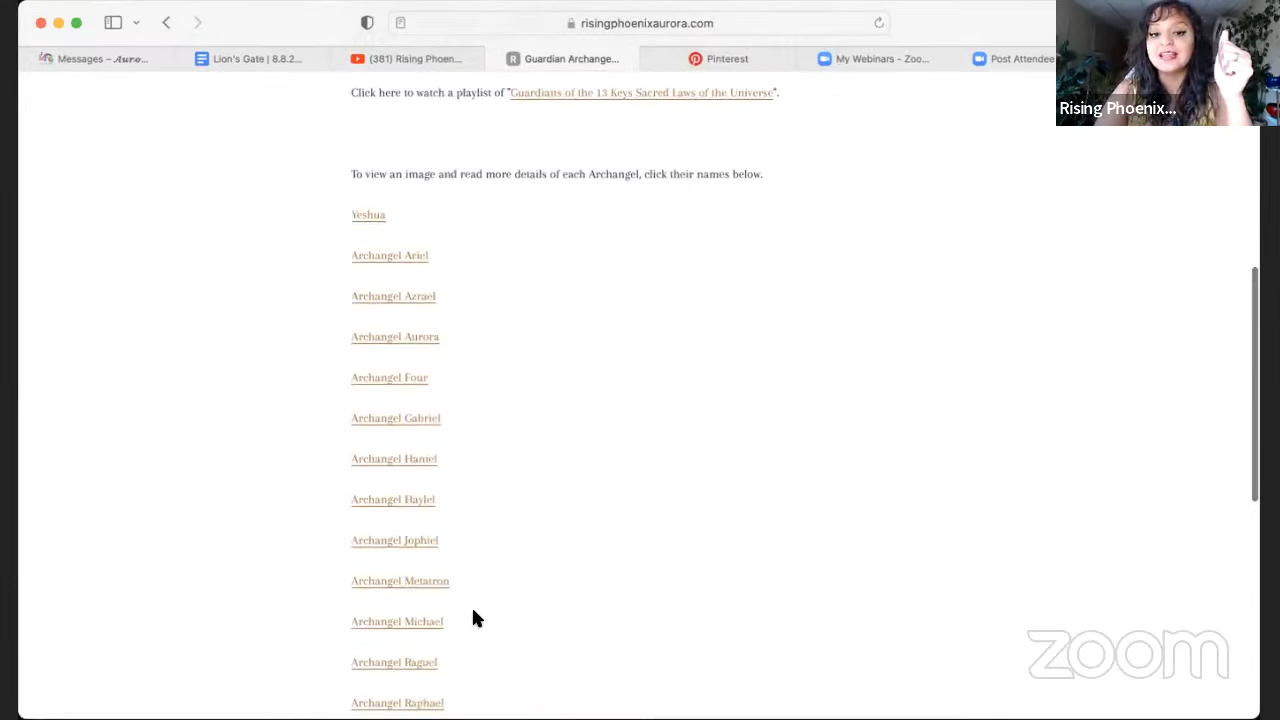 risingphoenixaurora.com
Messages – Auro...
Lion's Gate | 8.8.2...
(381) Rising Phoen...
Guardian Archange...
Pinterest
My Webinars - Zoo...
Post Attendee
Rising Phoenix...
Click here to watch a playlist of "Guardians of the 13 Keys Sacred Laws of the Universe".
To view an image and read more details of each Archangel, click their names below.
Yeshua
Archangel Ariel
Archangel Azrael
Archangel Aurora
Archangel Four
Archangel Gabriel
Archangel Haniel
Archangel Haylel
Archangel Jophiel
Archangel Metatron
Archangel Michael
Archangel Raguel
Archangel Raphael
zoom